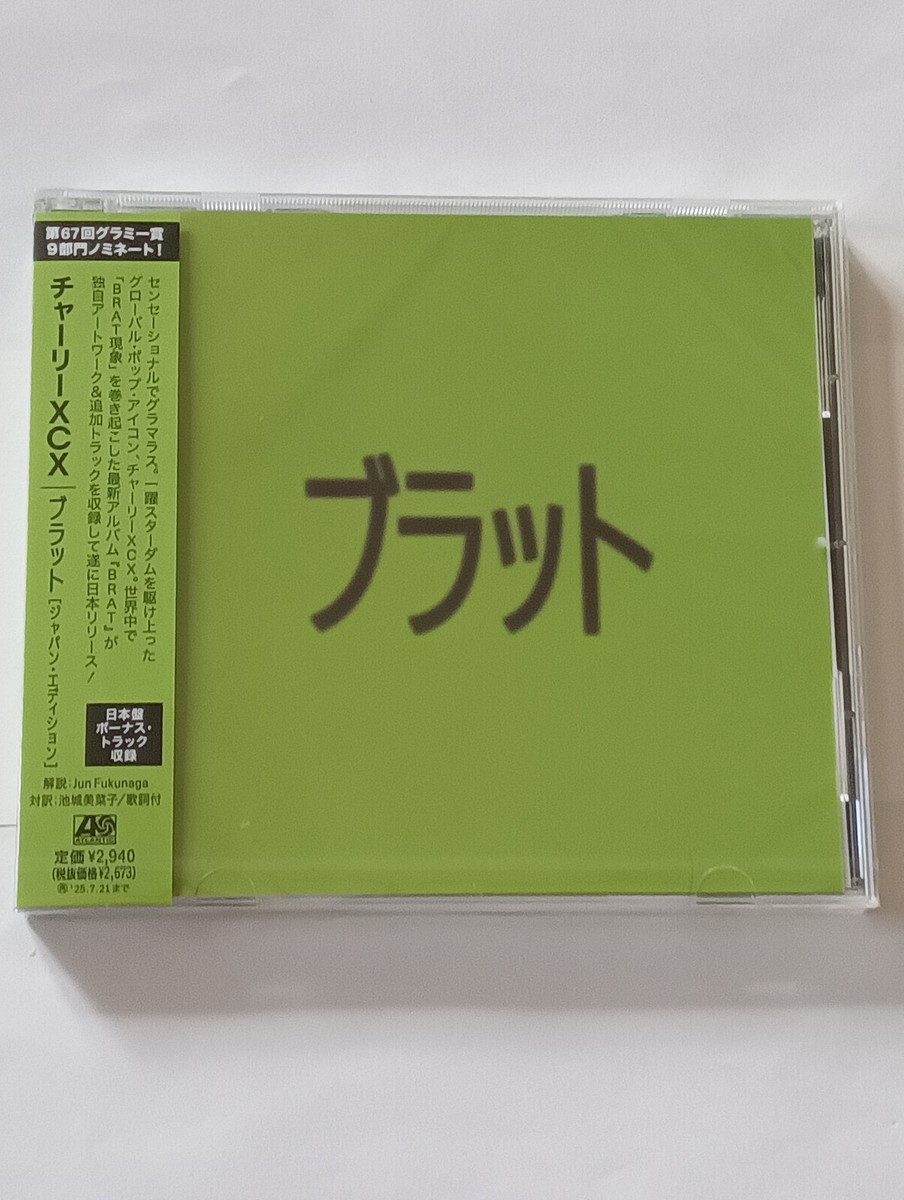 第67回グラミー賞
9部門ノミネート!
センセーショナルでグラマラス。一躍スターダムを駆け上った
グローバル・ポップ・アイコン、チャーリーXCX。世界中で
「BRAT現象」を巻き起こした最新アルバム『BRAT』が
独自アートワーク&追加トラックを収録して遂に日本リリース!
チャーリーXCX | ブラット [ジャパン・エディション]
日本盤
ボーナス・
トラック
収録
解説:Jun Fukunaga
対訳:池城美菜子/歌詞付
ATLANTIC
定価 ¥2,940
(税抜価格¥2,673)
'25.7.21まで
ブラット